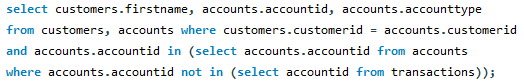 select customers.firstname, accounts.accountid, accounts.accounttype
from customers, accounts where customers.customerid = accounts.customerid
and accounts.accountid in (select accounts.accountid from accounts
where accounts.accountid not in (select accountid from transactions));